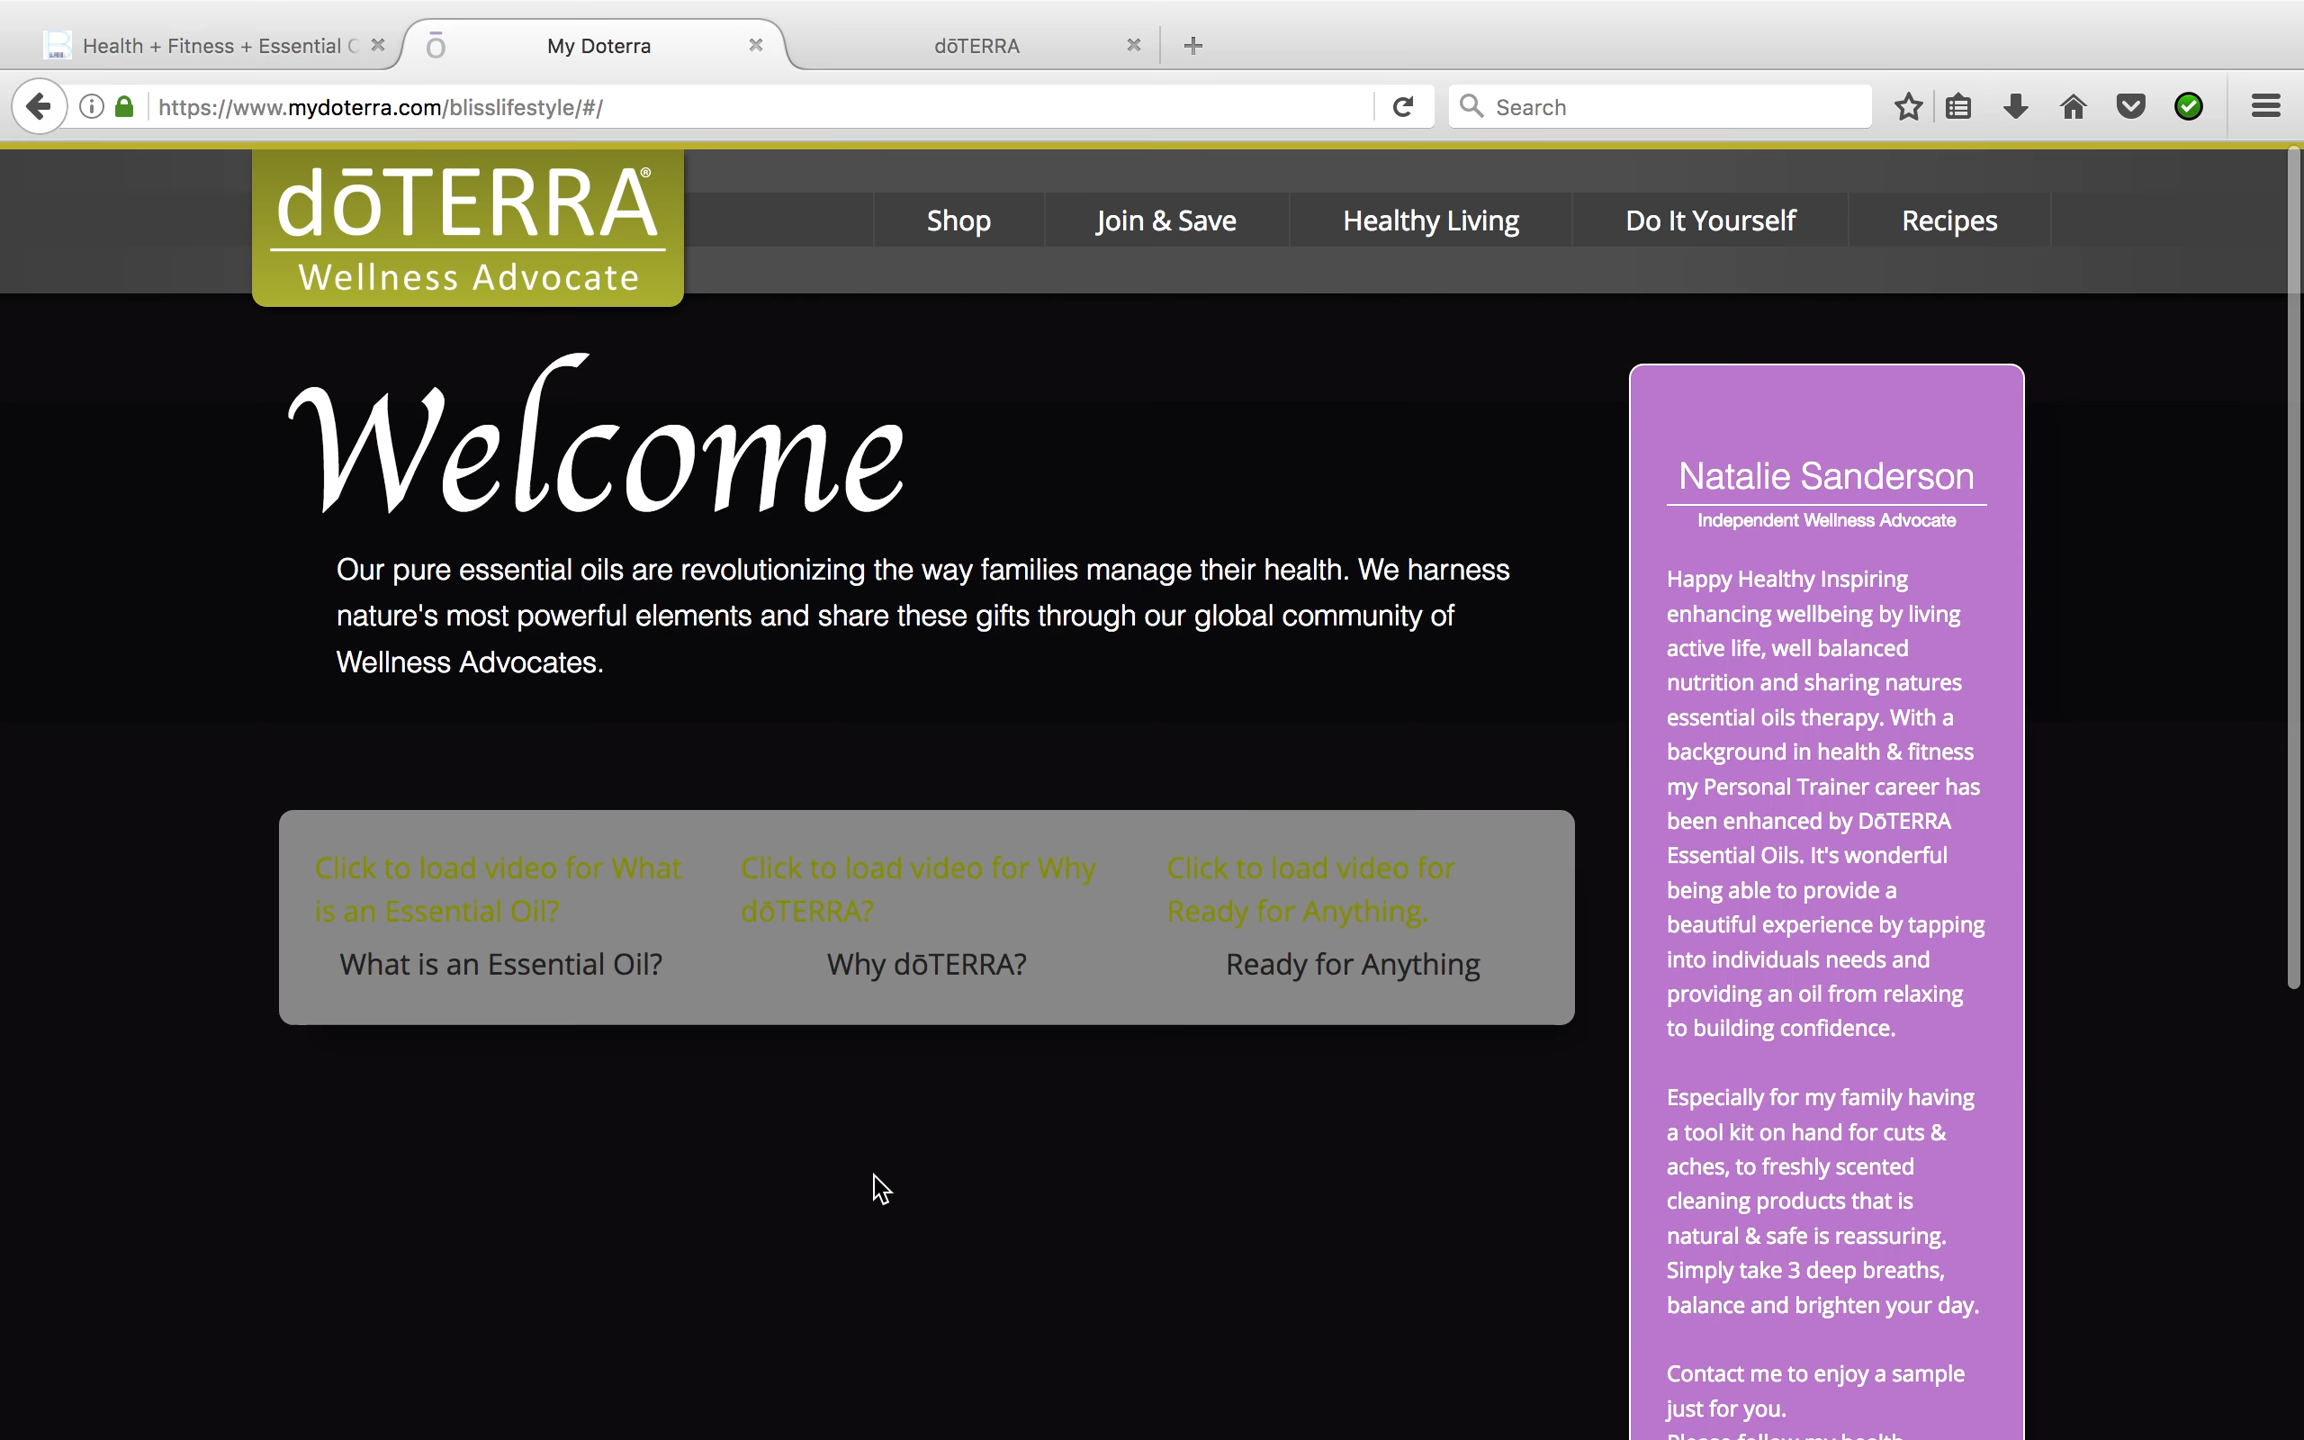 Health + Fitness + Essential
My Doterra
dōTERRA
https://www.mydoterra.com/blisslifestyle/#/
Search
dōTERRA®
Wellness Advocate
Shop
Join & Save
Healthy Living
Do It Yourself
Recipes
Welcome
Our pure essential oils are revolutionizing the way families manage their health. We harness
nature's most powerful elements and share these gifts through our global community of
Wellness Advocates.
Click to load video for What
is an Essential Oil?
What is an Essential Oil?
Click to load video for Why
dōTERRA?
Why dōTERRA?
Click to load video for
Ready for Anything.
Ready for Anything
Natalie Sanderson
Independent Wellness Advocate
Happy Healthy Inspiring
enhancing wellbeing by living
active life, well balanced
nutrition and sharing natures
essential oils therapy. With a
background in health & fitness
my Personal Trainer career has
been enhanced by DōTERRA
Essential Oils. It's wonderful
being able to provide a
beautiful experience by tapping
into individuals needs and
providing an oil from relaxing
to building confidence.
Especially for my family having
a tool kit on hand for cuts &
aches, to freshly scented
cleaning products that is
natural & safe is reassuring.
Simply take 3 deep breaths,
balance and brighten your day.
Contact me to enjoy a sample
just for you.